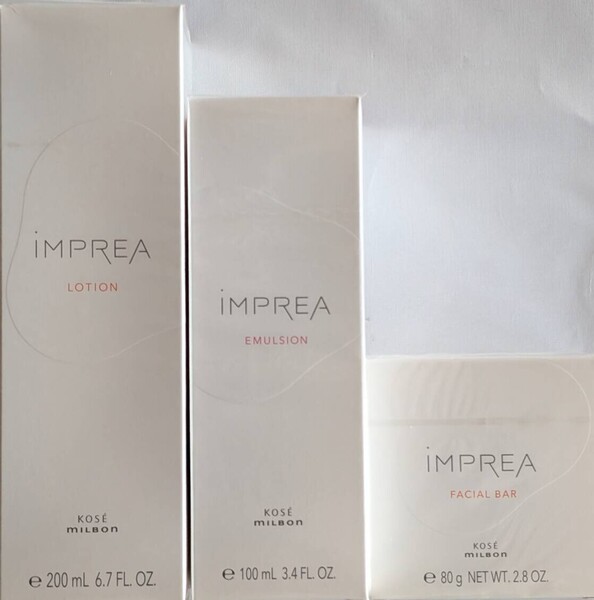 iMPREA
LOTION
KOSÉ
MILBON
℮ 200 mL 6.7 FL. OZ.
iMPREA
EMULSION
KOSÉ
MILBON
℮ 100 mL 3.4 FL. OZ.
iMPREA
FACIAL BAR
KOSÉ
MILBON
℮ 80 g NET WT. 2.8 OZ.